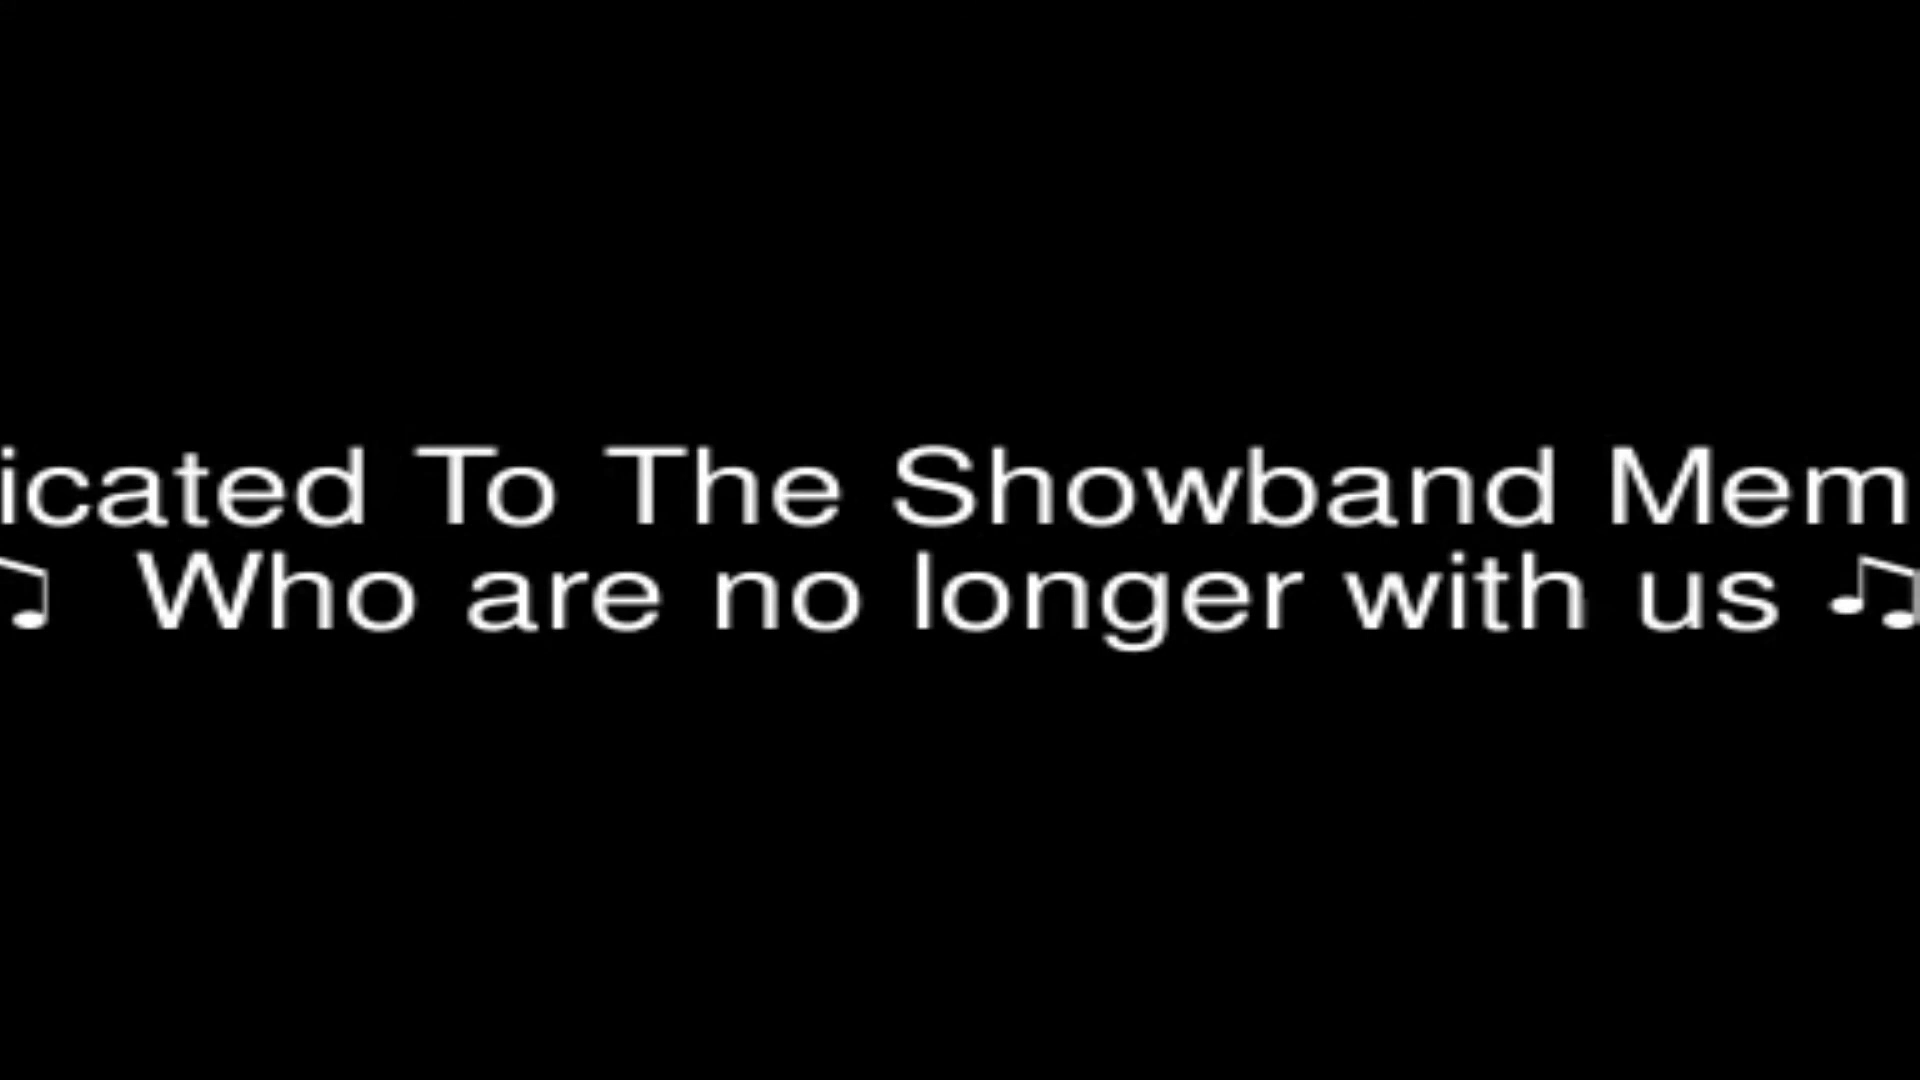 icated To The Showband Mem
♫ Who are no longer with us ♫